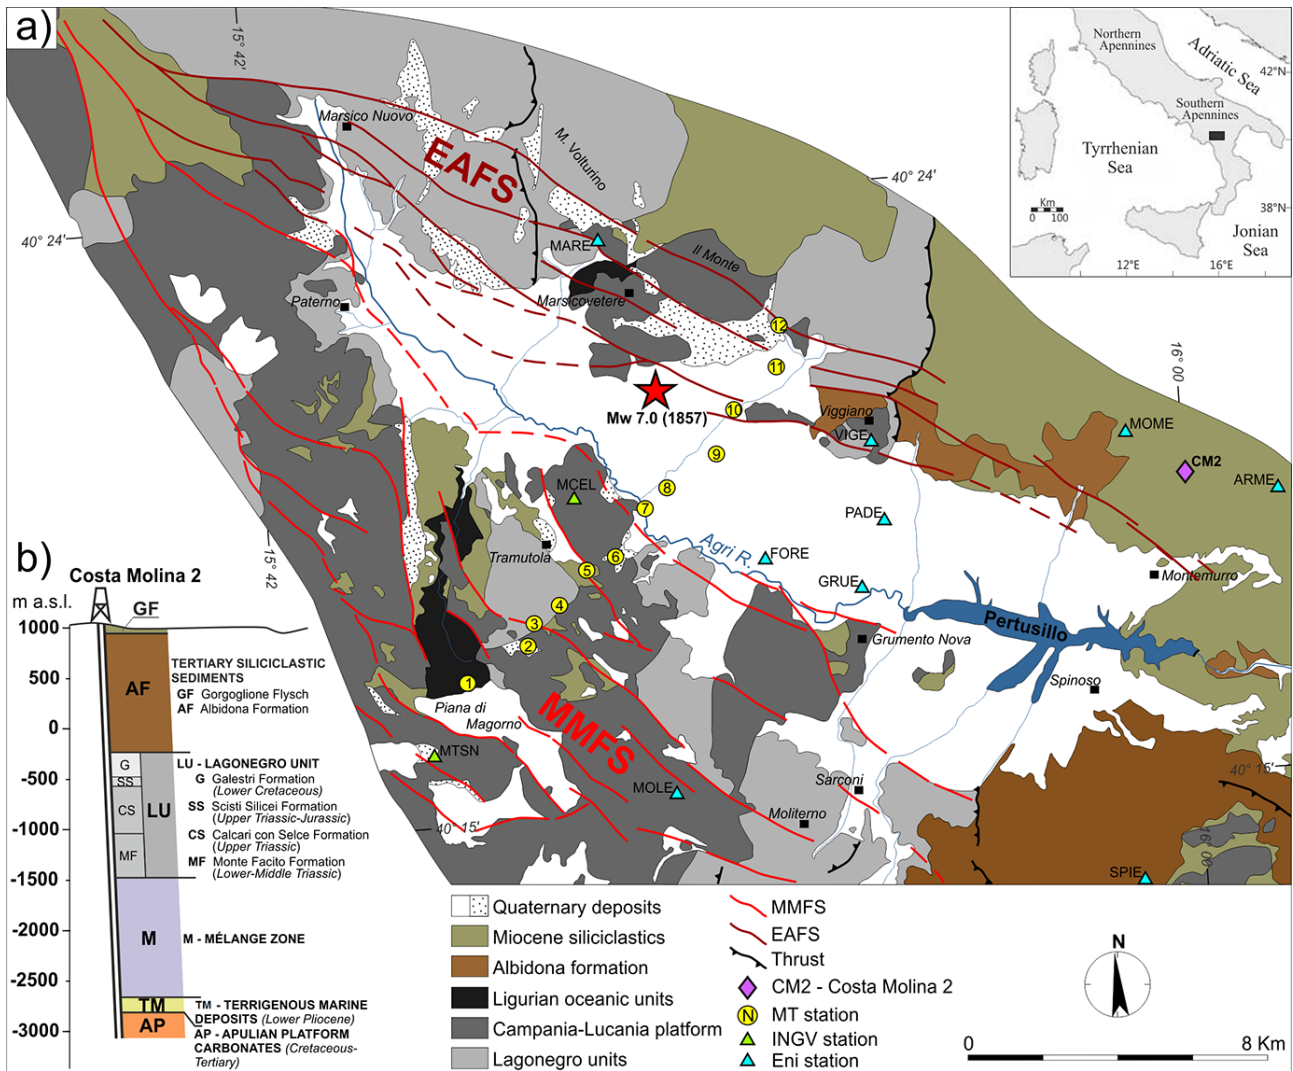 a)
15° 42'
Marsico Nuovo
EAFS
M. Volturino
40° 24'
40° 24'
MARE
Il Monte
Marsicovetere
Paterno
12
11
10
Mw 7.0 (1857)
Viggiano
VIGE
16° 00'
MOME
CM2
ARME
9
8
7
MCEL
PADE
Tramutola
Agri R.
FORE
6
5
GRUE
Montemurro
4
3
2
1
Pertusillo
Grumento Nova
Spinoso
15° 42'
Piana di
Magorno
MMFS
MTSN
MOLE
Sarconi
Moliterno
40° 15'
40° 15'
16° 00'
SPIE
Northern
Apennines
Adriatic Sea
42°N
Southern
Apennines
Tyrrhenian
Sea
Km
0 100
38°N
Jonian
Sea
12°E
16°E
b)
Costa Molina 2
m a.s.l.
GF
1000
500
0
-500
-1000
-1500
-2000
-2500
-3000
AF
G
SS
CS
MF
LU
M
TM
AP
TERTIARY SILICICLASTIC
SEDIMENTS
GF Gorgoglione Flysch
AF Albidona Formation
LU - LAGONEGRO UNIT
G Galestri Formation
(Lower Cretaceous)
SS Scisti Silicei Formation
(Upper Triassic-Jurassic)
CS Calcari con Selce Formation
(Upper Triassic)
MF Monte Facito Formation
(Lower-Middle Triassic)
M - MÉLANGE ZONE
TM - TERRIGENOUS MARINE
DEPOSITS (Lower Pliocene)
AP - APULIAN PLATFORM
CARBONATES (Cretaceous-
Tertiary)
Quaternary deposits
Miocene siliciclastics
Albidona formation
Ligurian oceanic units
Campania-Lucania platform
Lagonegro units
MMFS
EAFS
Thrust
CM2 - Costa Molina 2
N MT station
INGV station
Eni station
N
0 8 Km